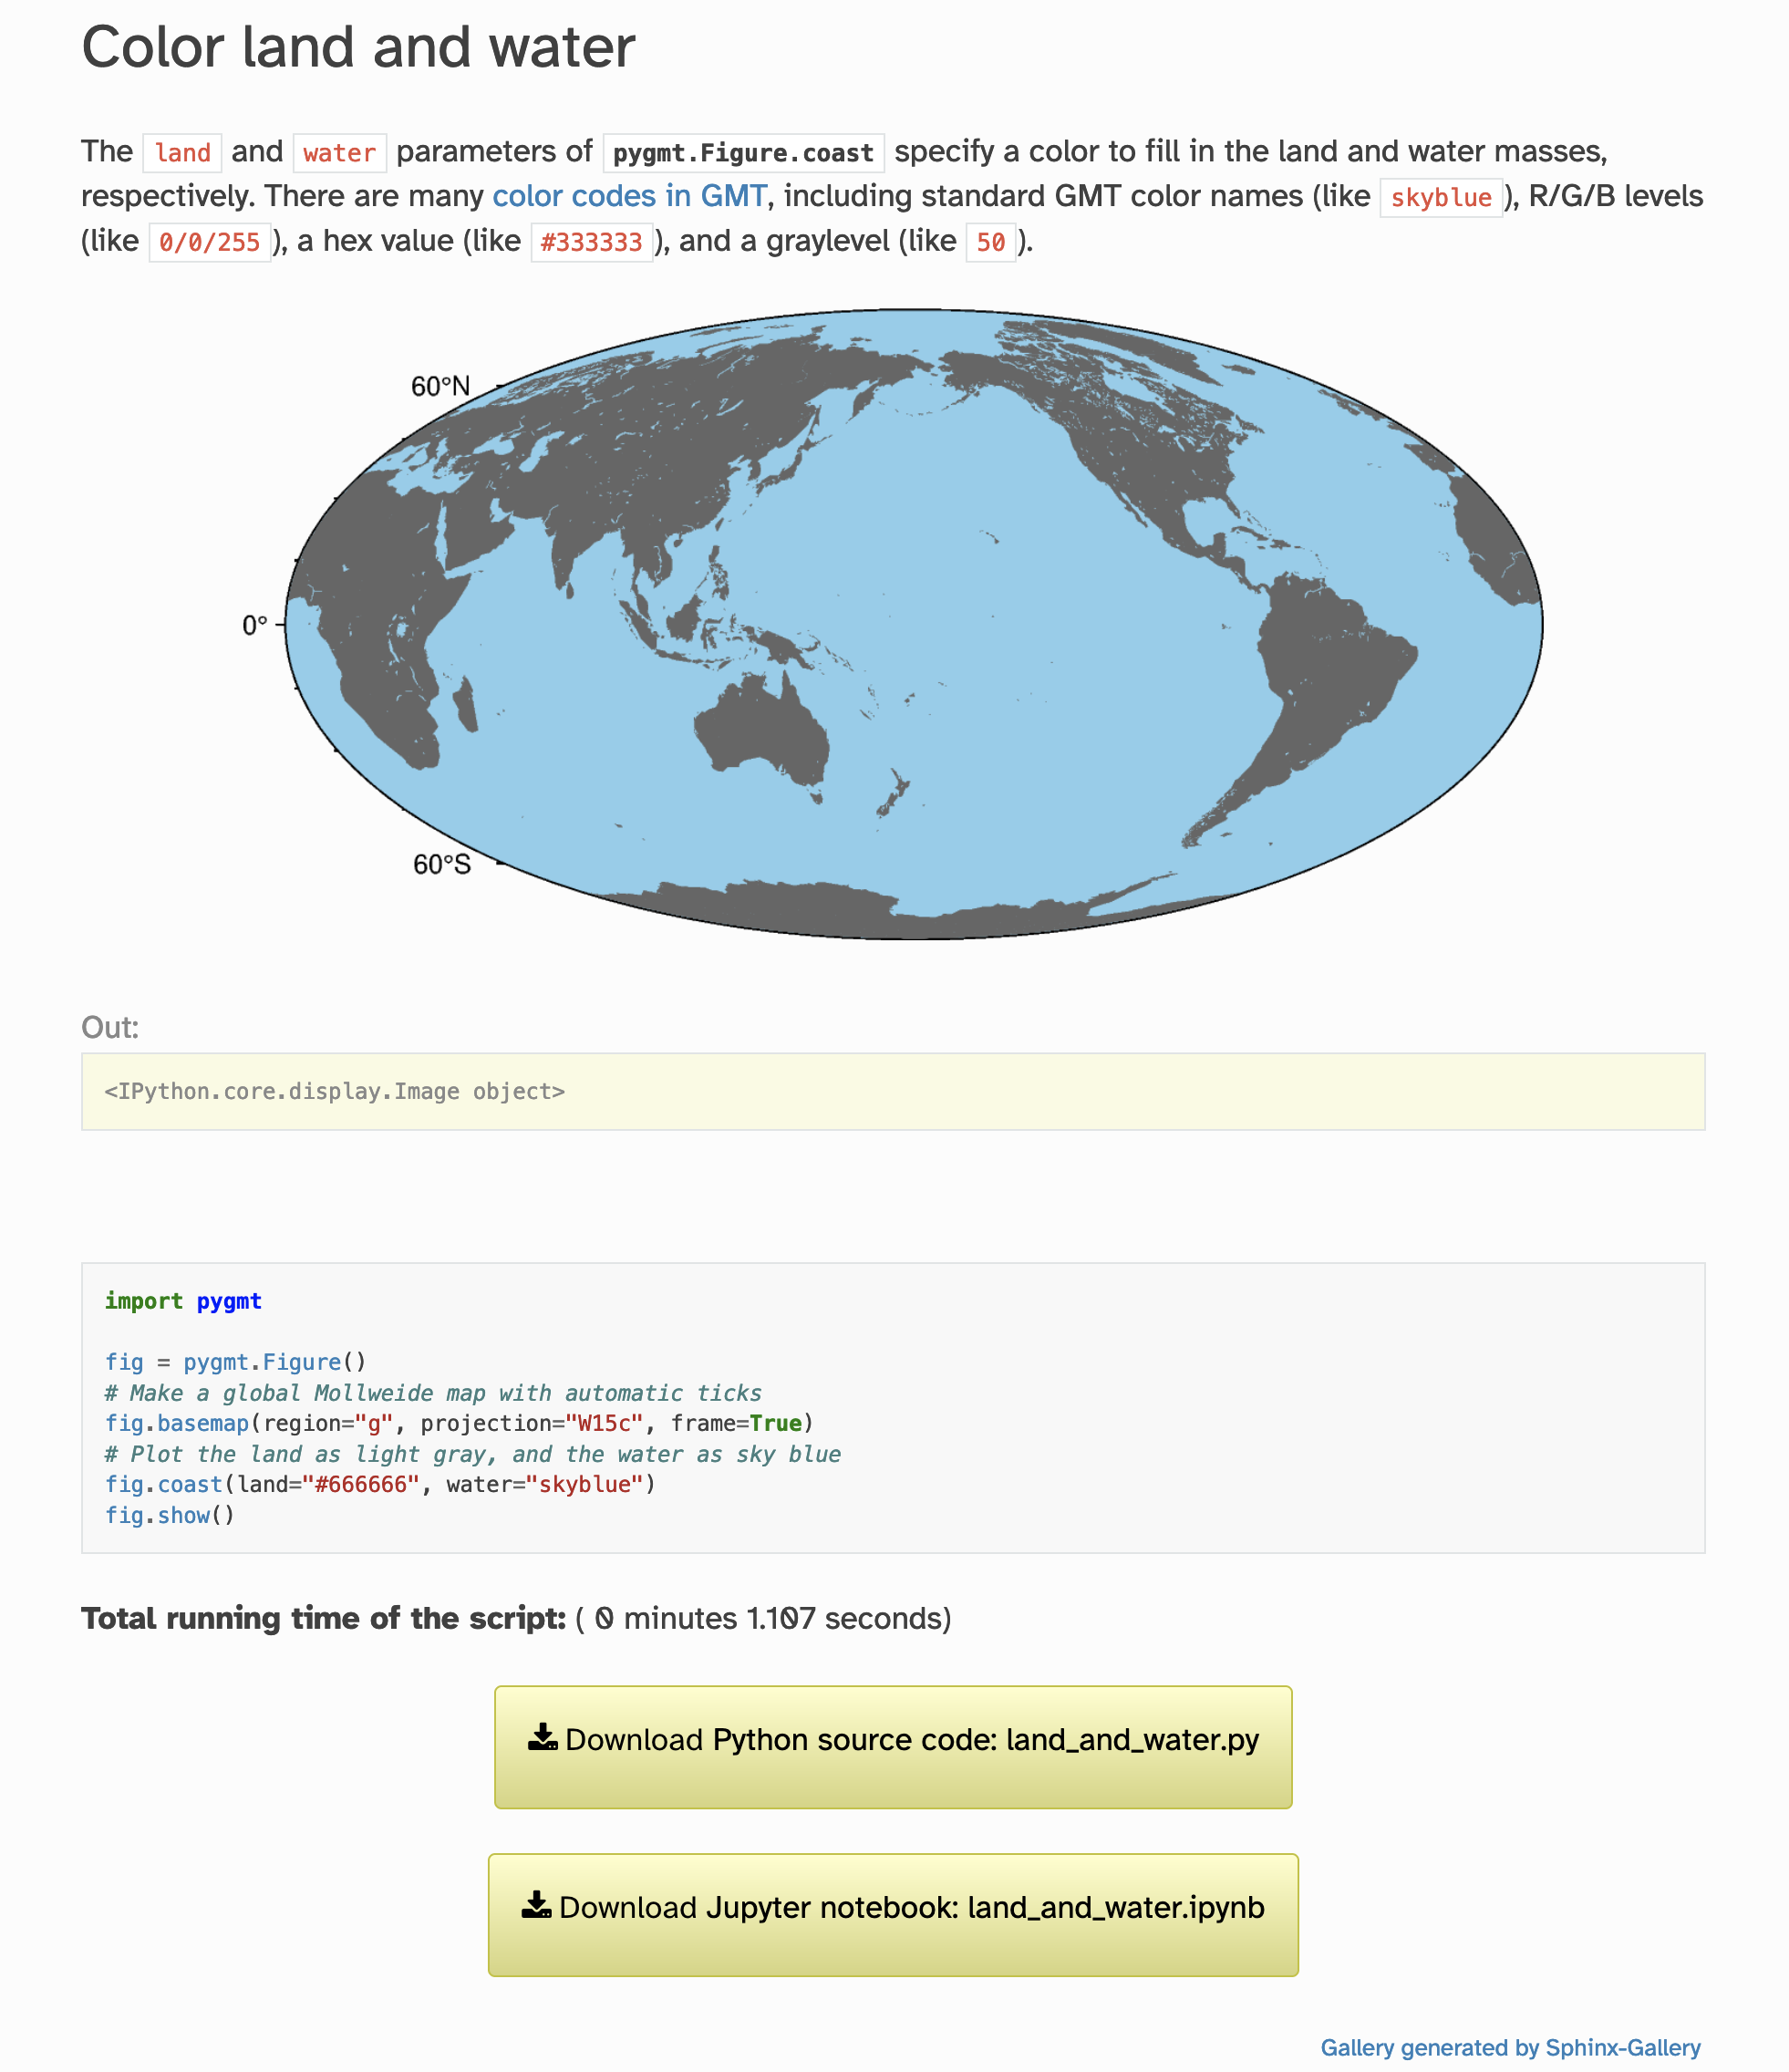 Color land and water
The land and water parameters of pygmt.Figure.coast specify a color to fill in the land and water masses,
respectively. There are many color codes in GMT, including standard GMT color names (like skyblue), R/G/B levels
(like 0/0/255), a hex value (like #333333), and a graylevel (like 50).
60°N
0°
60°S
Out:
<IPython.core.display.Image object>
import pygmt
fig = pygmt.Figure()
# Make a global Mollweide map with automatic ticks
fig.basemap(region="g", projection="W15c", frame=True)
# Plot the land as light gray, and the water as sky blue
fig.coast(land="#666666", water="skyblue")
fig.show()
Total running time of the script: ( 0 minutes 1.107 seconds)
Download Python source code: land_and_water.py
Download Jupyter notebook: land_and_water.ipynb
Gallery generated by Sphinx-Gallery